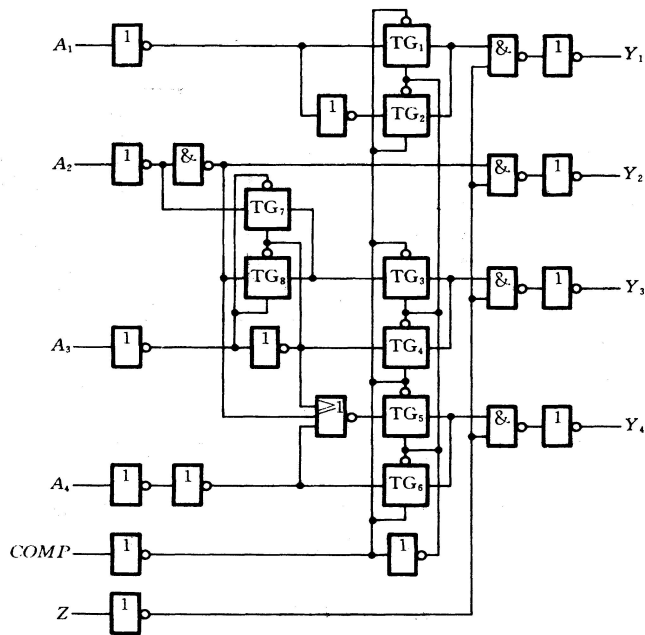 A₁ 1 TG₁ &. 1 Y₁
1 TG₂
A₂ 1 &. &. 1 Y₂
TG₇
TG₈ TG₃ &. 1 Y₃
A₃ 1 1 TG₄
≥1 TG₅ &. 1 Y₄
A₄ 1 1 TG₆
COMP 1 1
Z 1